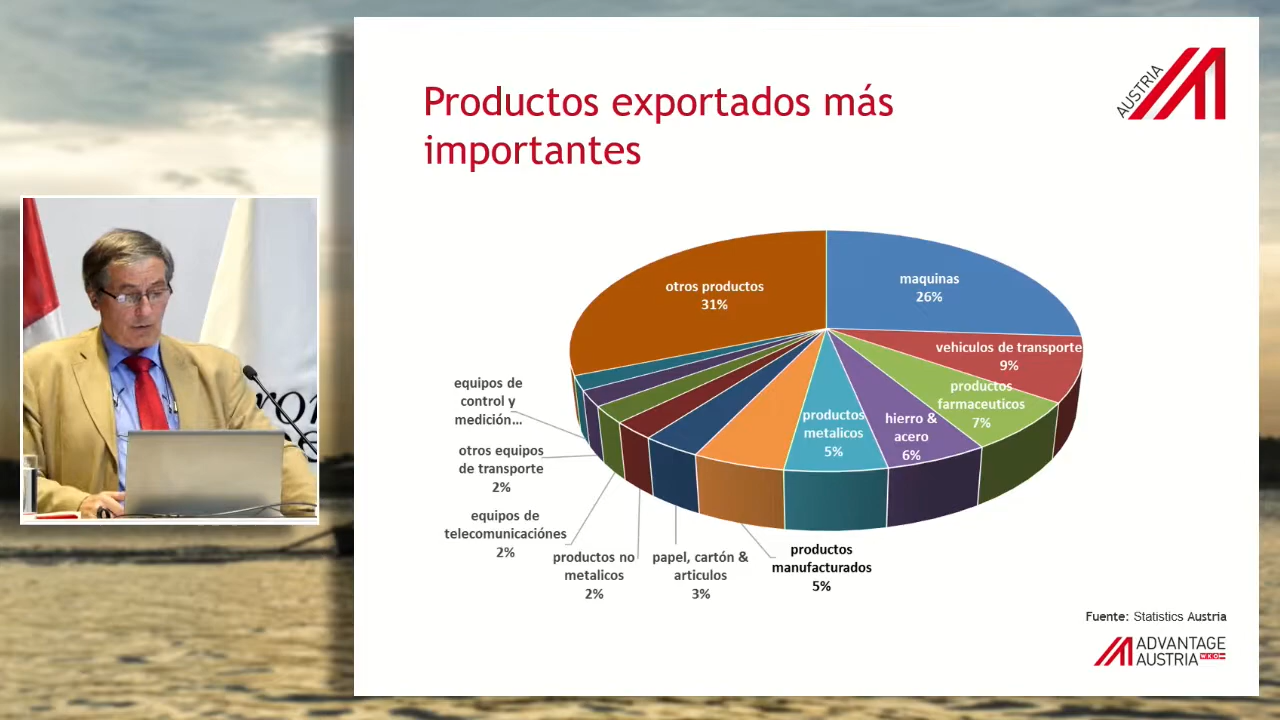 Productos exportados más
importantes
AUSTRIA
otros productos
31%
maquinas
26%
vehiculos de transporte
9%
productos
farmaceuticos
7%
hierro &
acero
6%
productos
metalicos
5%
productos
manufacturados
5%
papel, cartón &
articulos
3%
productos no
metalicos
2%
equipos de
telecomunicaciónes
2%
otros equipos
de transporte
2%
equipos de
control y
medición...
Fuente: Statistics Austria
ADVANTAGE
AUSTRIA WKO